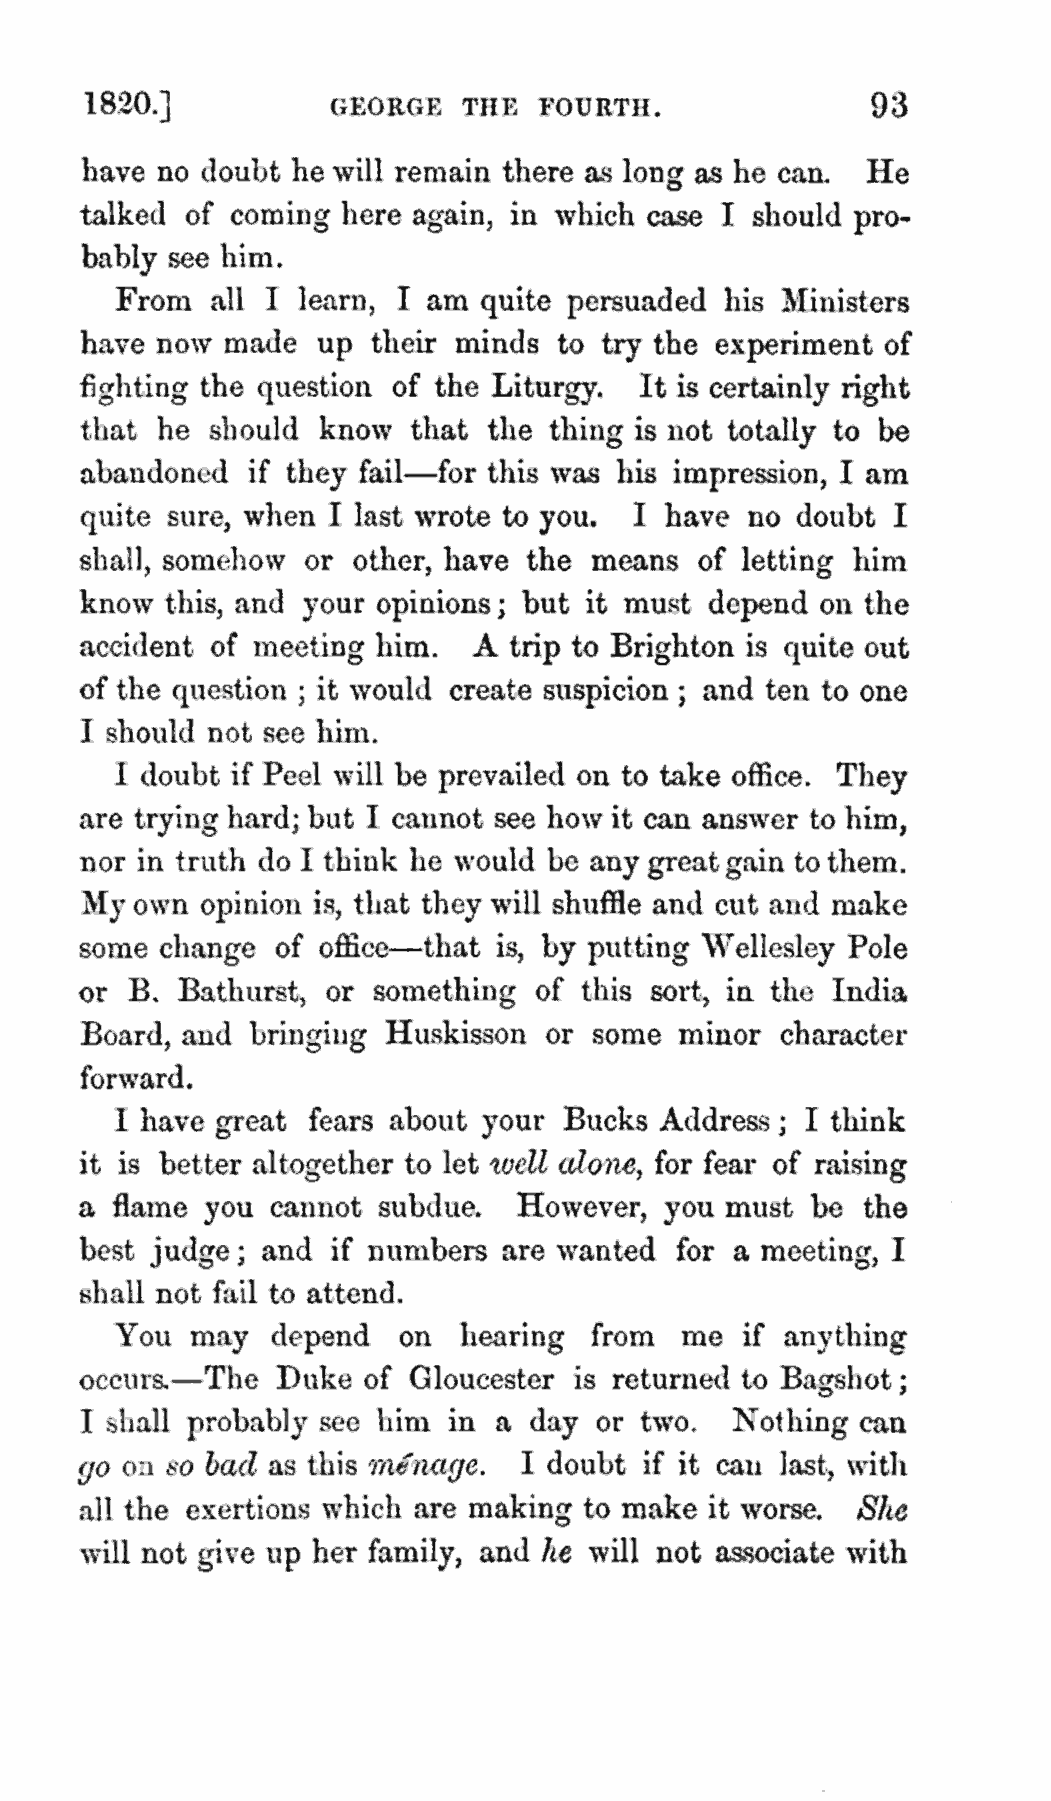 1820.] GEORGE THE FOURTH. 93
have no doubt he will remain there as long as he can. He
talked of coming here again, in which case I should pro-
bably see him.
From all I learn, I am quite persuaded his Ministers
have now made up their minds to try the experiment of
fighting the question of the Liturgy. It is certainly right
that he should know that the thing is not totally to be
abandoned if they fail—for this was his impression, I am
quite sure, when I last wrote to you. I have no doubt I
shall, somehow or other, have the means of letting him
know this, and your opinions; but it must depend on the
accident of meeting him. A trip to Brighton is quite out
of the question ; it would create suspicion ; and ten to one
I should not see him.
I doubt if Peel will be prevailed on to take office. They
are trying hard; but I cannot see how it can answer to him,
nor in truth do I think he would be any great gain to them.
My own opinion is, that they will shuffle and cut and make
some change of office—that is, by putting Wellesley Pole
or B. Bathurst, or something of this sort, in the India
Board, and bringing Huskisson or some minor character
forward.
I have great fears about your Bucks Address ; I think
it is better altogether to let well alone, for fear of raising
a flame you cannot subdue. However, you must be the
best judge ; and if numbers are wanted for a meeting, I
shall not fail to attend.
You may depend on hearing from me if anything
occurs.—The Duke of Gloucester is returned to Bagshot ;
I shall probably see him in a day or two. Nothing can
go on so bad as this ménage. I doubt if it can last, with
all the exertions which are making to make it worse. She
will not give up her family, and he will not associate with